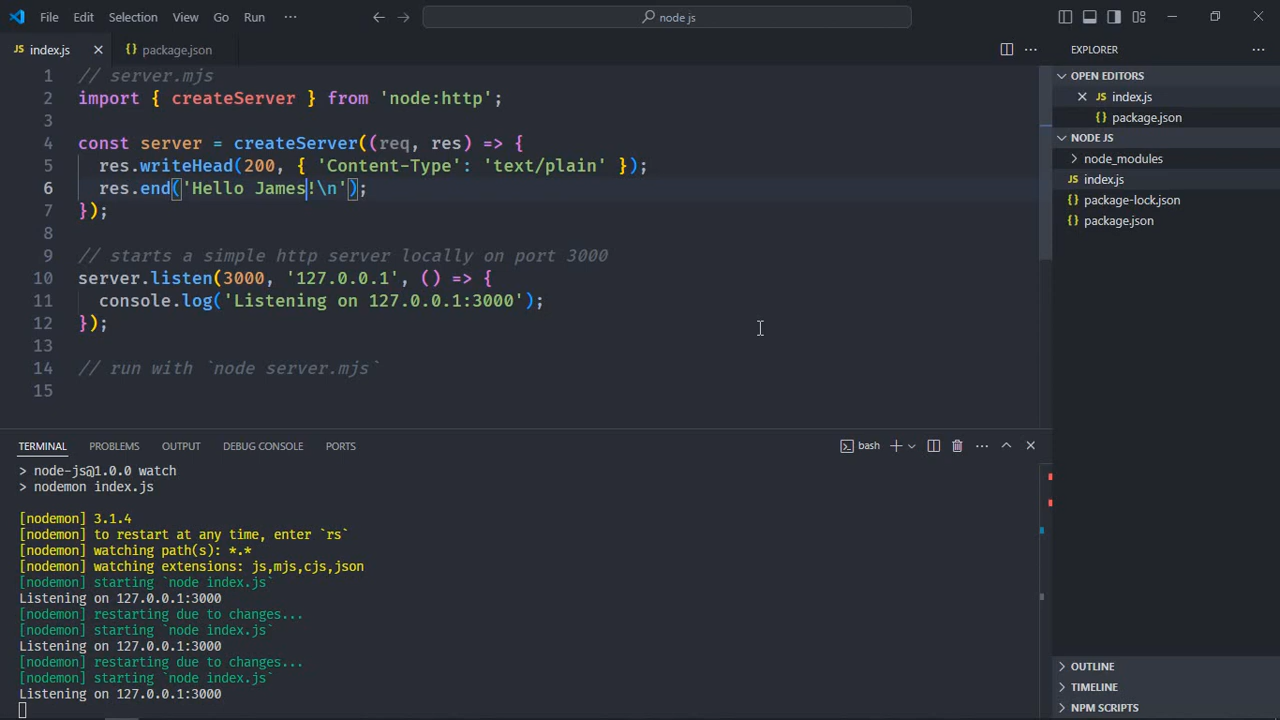 File Edit Selection View Go Run ··· node js
JS index.js
{} package.json
EXPLORER
1 // server.mjs
2 import { createServer } from 'node:http';
3
4 const server = createServer((req, res) => {
5 res.writeHead(200, { 'Content-Type': 'text/plain' });
6 res.end('Hello James!\n');
7 });
8
9 // starts a simple http server locally on port 3000
10 server.listen(3000, '127.0.0.1', () => {
11 console.log('Listening on 127.0.0.1:3000');
12 });
13
14 // run with `node server.mjs`
15
OPEN EDITORS
JS index.js
{} package.json
NODE JS
node_modules
JS index.js
{} package-lock.json
{} package.json
TERMINAL PROBLEMS OUTPUT DEBUG CONSOLE PORTS bash
> node-js@1.0.0 watch
> nodemon index.js
[nodemon] 3.1.4
[nodemon] to restart at any time, enter `rs`
[nodemon] watching path(s): *.*
[nodemon] watching extensions: js,mjs,cjs,json
[nodemon] starting `node index.js`
Listening on 127.0.0.1:3000
[nodemon] restarting due to changes...
[nodemon] starting `node index.js`
Listening on 127.0.0.1:3000
[nodemon] restarting due to changes...
[nodemon] starting `node index.js`
Listening on 127.0.0.1:3000
OUTLINE
TIMELINE
NPM SCRIPTS